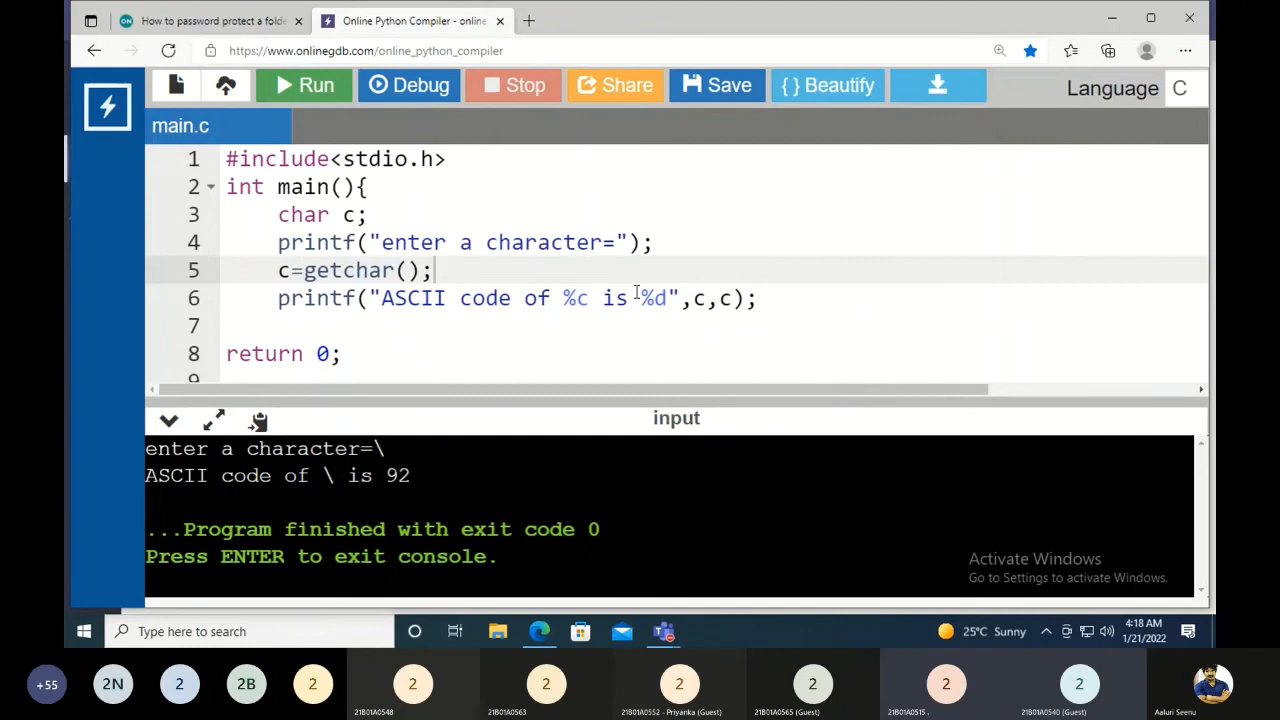 How to password protect a folde
Online Python Compiler - online
https://www.onlinegdb.com/online_python_compiler
Run
Debug
Stop
Share
Save
{ } Beautify
Language
C
main.c
1 #include<stdio.h>
2 int main(){
3 char c;
4 printf("enter a character=");
5 c=getchar();
6 printf("ASCII code of %c is %d",c,c);
7
8 return 0;
9
input
enter a character=\
ASCII code of \ is 92
...Program finished with exit code 0
Press ENTER to exit console.
Activate Windows
Go to Settings to activate Windows.
Type here to search
25°C Sunny
4:18 AM
1/21/2022
+55
2N
2
2B
2
2
2
2
2
2
2
21B01A0548
21B01A0563
21B01A0552 - Priyanka (Guest)
21B01A0565 (Guest)
21B01A0515 .
21B01A0540 (Guest)
Aaluri Seenu